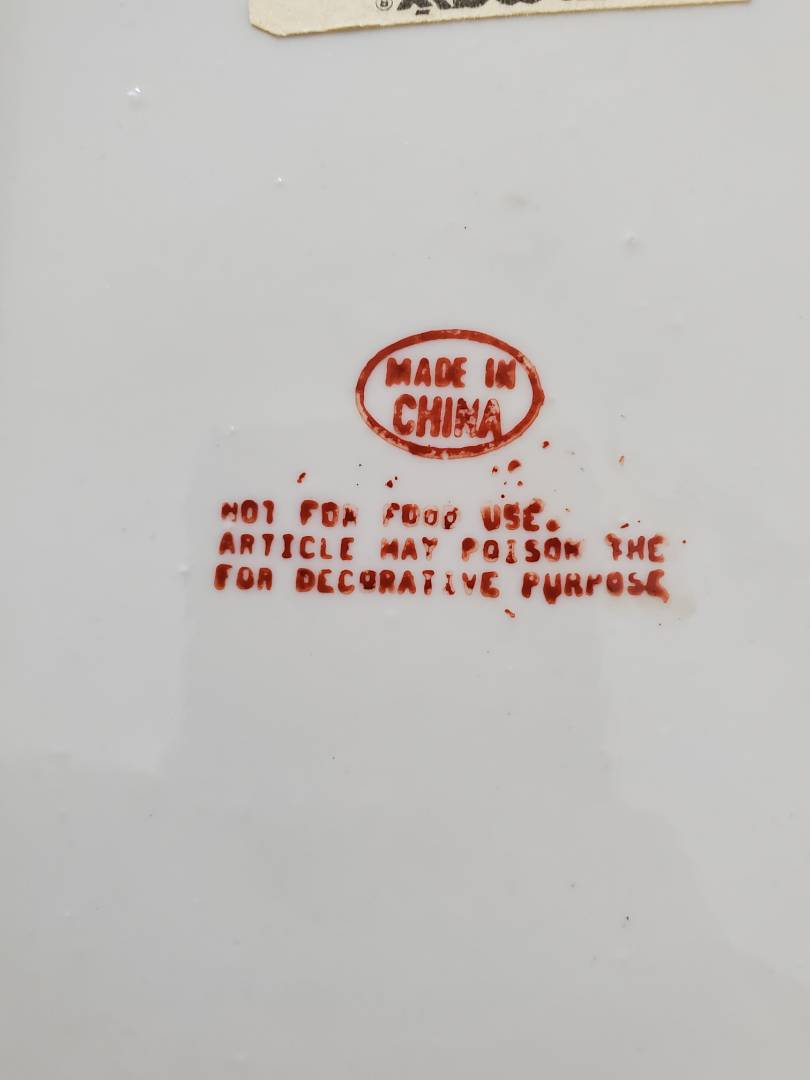 ®
MADE IN
CHINA
NOT FOR FOOD USE.
ARTICLE MAY POISON THE
FOR DECORATIVE PURPOSE